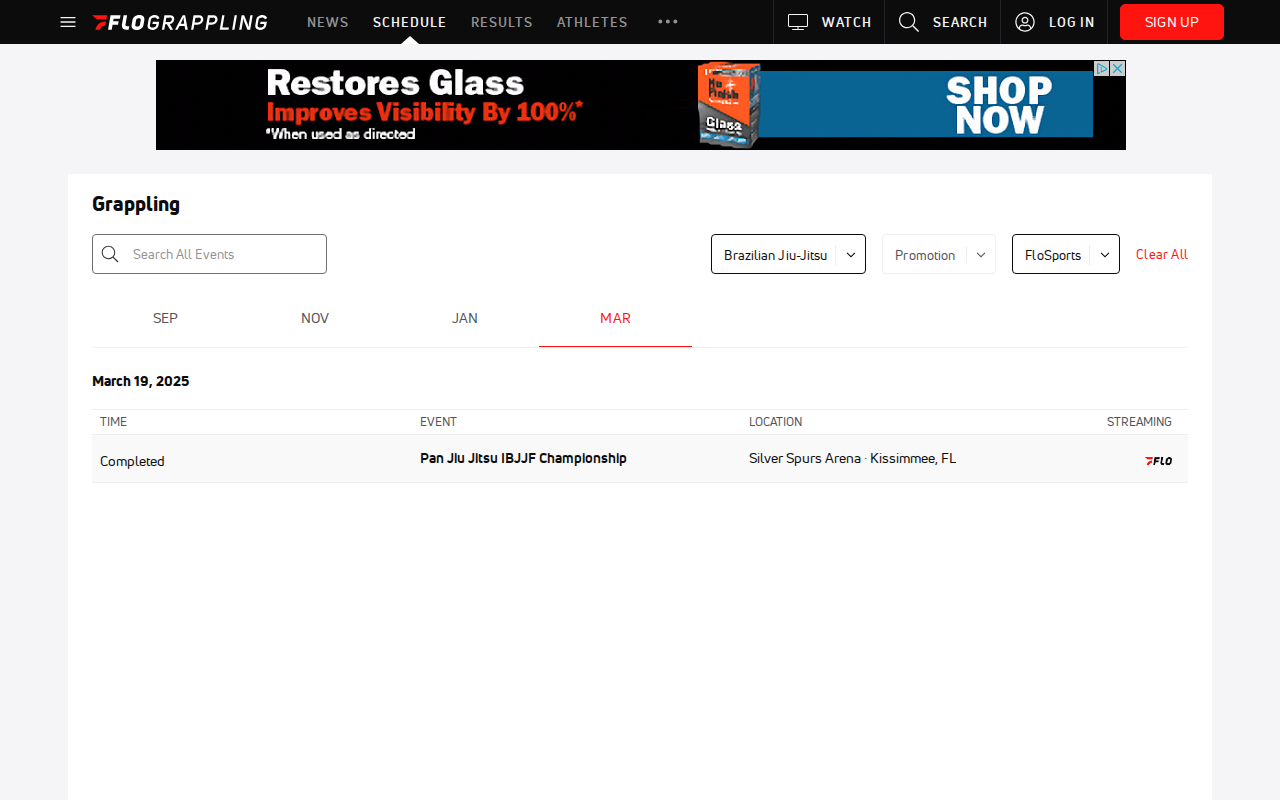 FLOGRAPPLING
NEWS
SCHEDULE
RESULTS
ATHLETES
WATCH
SEARCH
LOG IN
SIGN UP
Restores Glass
Improves Visibility By 100%*
*When used as directed
Glass
SHOP
NOW
Grappling
Search All Events
Brazilian Jiu-Jitsu
Promotion
FloSports
Clear All
SEP
NOV
JAN
MAR
March 19, 2025
TIME
EVENT
LOCATION
STREAMING
Completed
Pan Jiu Jitsu IBJJF Championship
Silver Spurs Arena · Kissimmee, FL
FLO